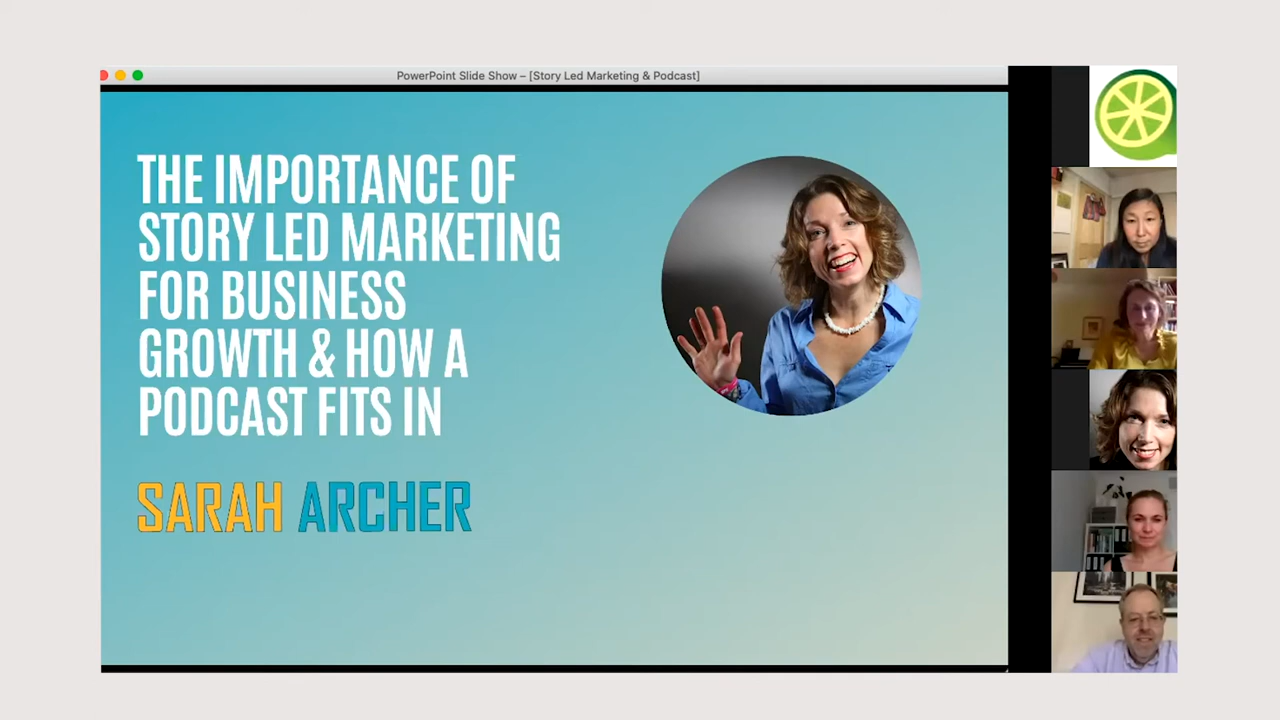 PowerPoint Slide Show – [Story Led Marketing & Podcast]
THE IMPORTANCE OF
STORY LED MARKETING
FOR BUSINESS
GROWTH & HOW A
PODCAST FITS IN
SARAH ARCHER